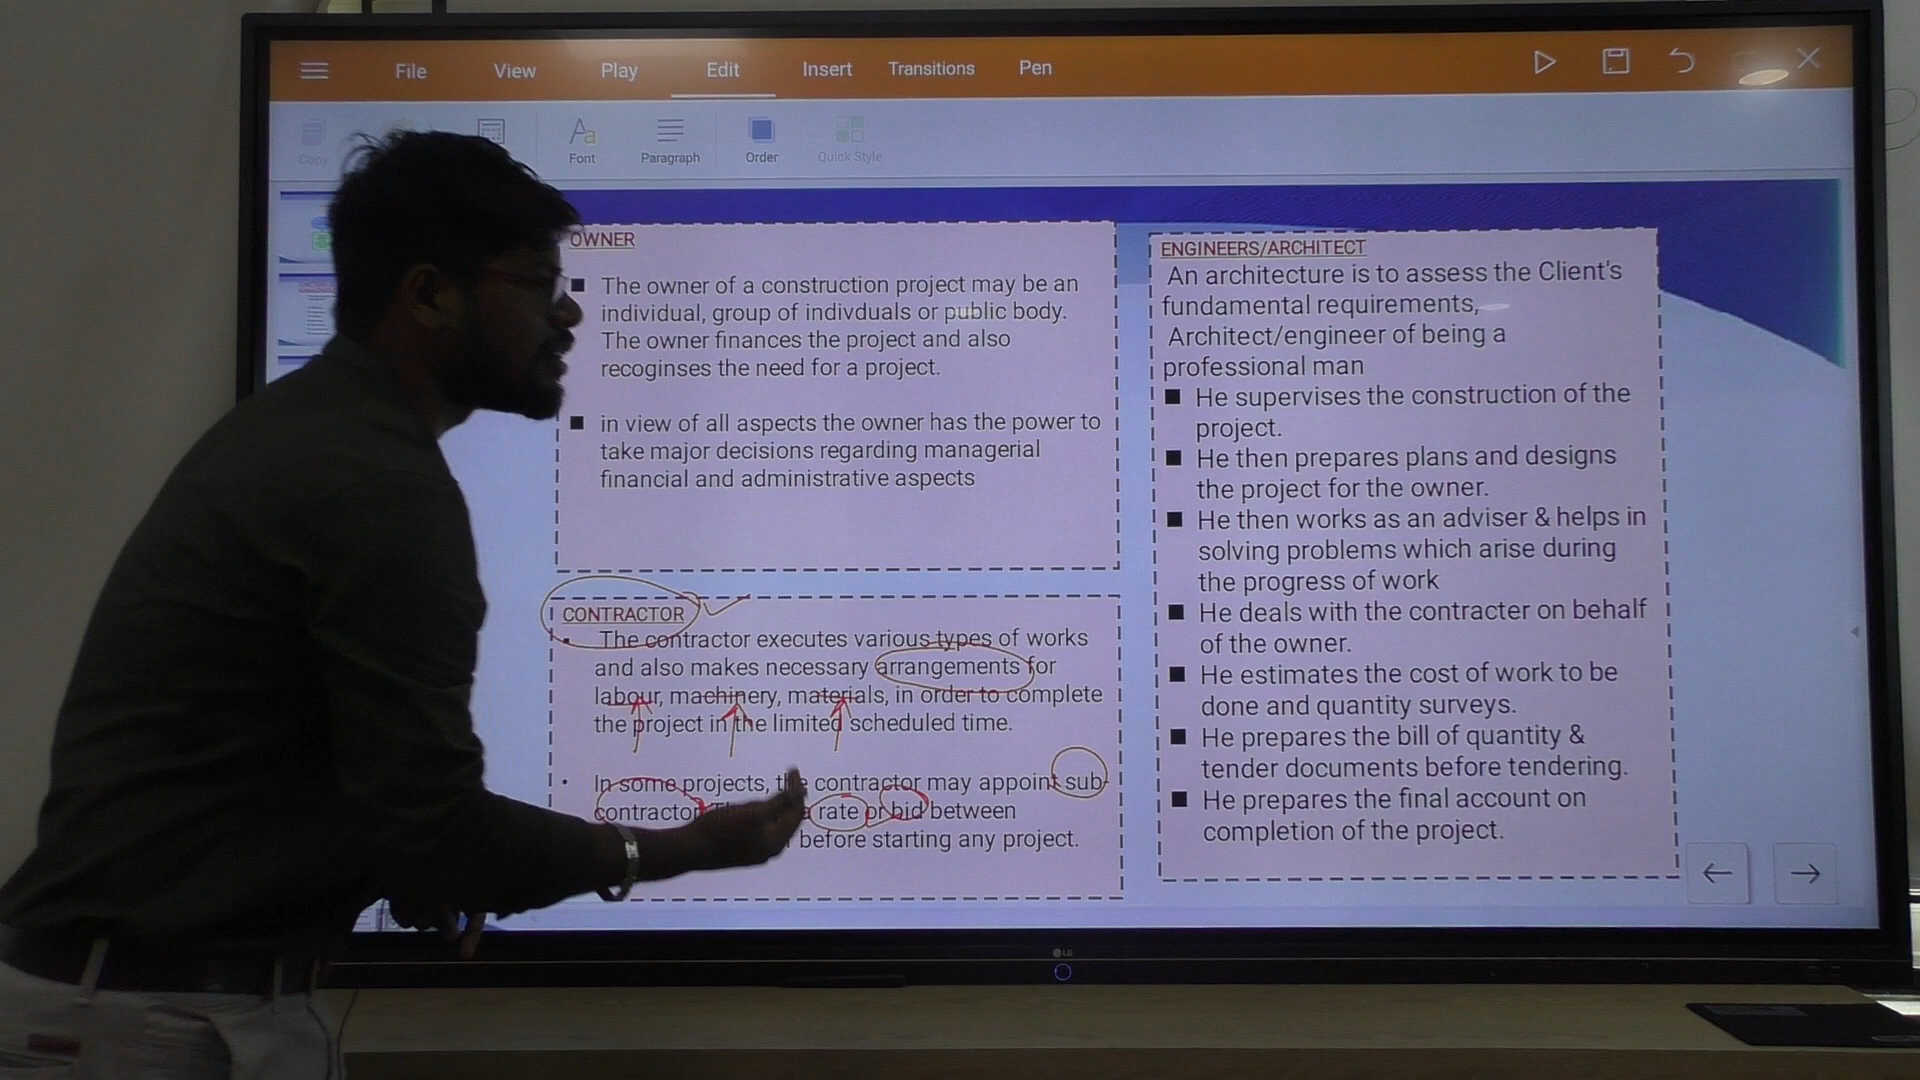 File View Play Edit Insert Transitions Pen
Copy Font Paragraph Order Quick Style
OWNER
■ The owner of a construction project may be an
individual, group of indivduals or public body.
The owner finances the project and also
recoginses the need for a project.
■ in view of all aspects the owner has the power to
take major decisions regarding managerial
financial and administrative aspects
CONTRACTOR
• The contractor executes various types of works
and also makes necessary arrangements for
labour, machinery, materials, in order to complete
the project in the limited scheduled time.
• In some projects, the contractor may appoint sub-
contractor. rate or bid between
before starting any project.
ENGINEERS/ARCHITECT
An architecture is to assess the Client's
fundamental requirements,
Architect/engineer of being a
professional man
■ He supervises the construction of the
project.
■ He then prepares plans and designs
the project for the owner.
■ He then works as an adviser & helps in
solving problems which arise during
the progress of work
■ He deals with the contracter on behalf
of the owner.
■ He estimates the cost of work to be
done and quantity surveys.
■ He prepares the bill of quantity &
tender documents before tendering.
■ He prepares the final account on
completion of the project.
LG